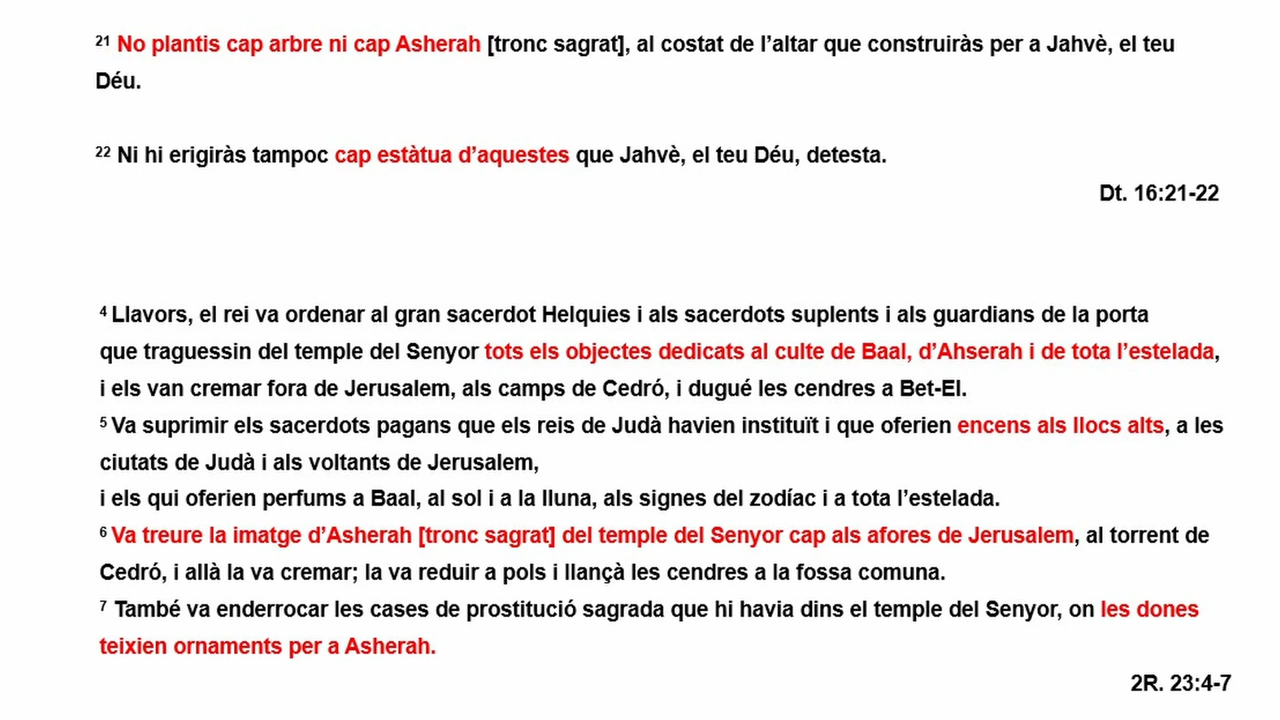 21 No plantis cap arbre ni cap Asherah [tronc sagrat], al costat de l’altar que construiràs per a Jahvè, el teu
Déu.
22 Ni hi erigiràs tampoc cap estàtua d’aquestes que Jahvè, el teu Déu, detesta.
Dt. 16:21-22
4 Llavors, el rei va ordenar al gran sacerdot Helquies i als sacerdots suplents i als guardians de la porta
que traguessin del temple del Senyor tots els objectes dedicats al culte de Baal, d’Ahserah i de tota l’estelada,
i els van cremar fora de Jerusalem, als camps de Cedró, i dugué les cendres a Bet-El.
5 Va suprimir els sacerdots pagans que els reis de Judà havien instituït i que oferien encens als llocs alts, a les
ciutats de Judà i als voltants de Jerusalem,
i els qui oferien perfums a Baal, al sol i a la lluna, als signes del zodíac i a tota l’estelada.
6 Va treure la imatge d’Asherah [tronc sagrat] del temple del Senyor cap als afores de Jerusalem, al torrent de
Cedró, i allà la va cremar; la va reduir a pols i llançà les cendres a la fossa comuna.
7 També va enderrocar les cases de prostitució sagrada que hi havia dins el temple del Senyor, on les dones
teixien ornaments per a Asherah.
2R. 23:4-7